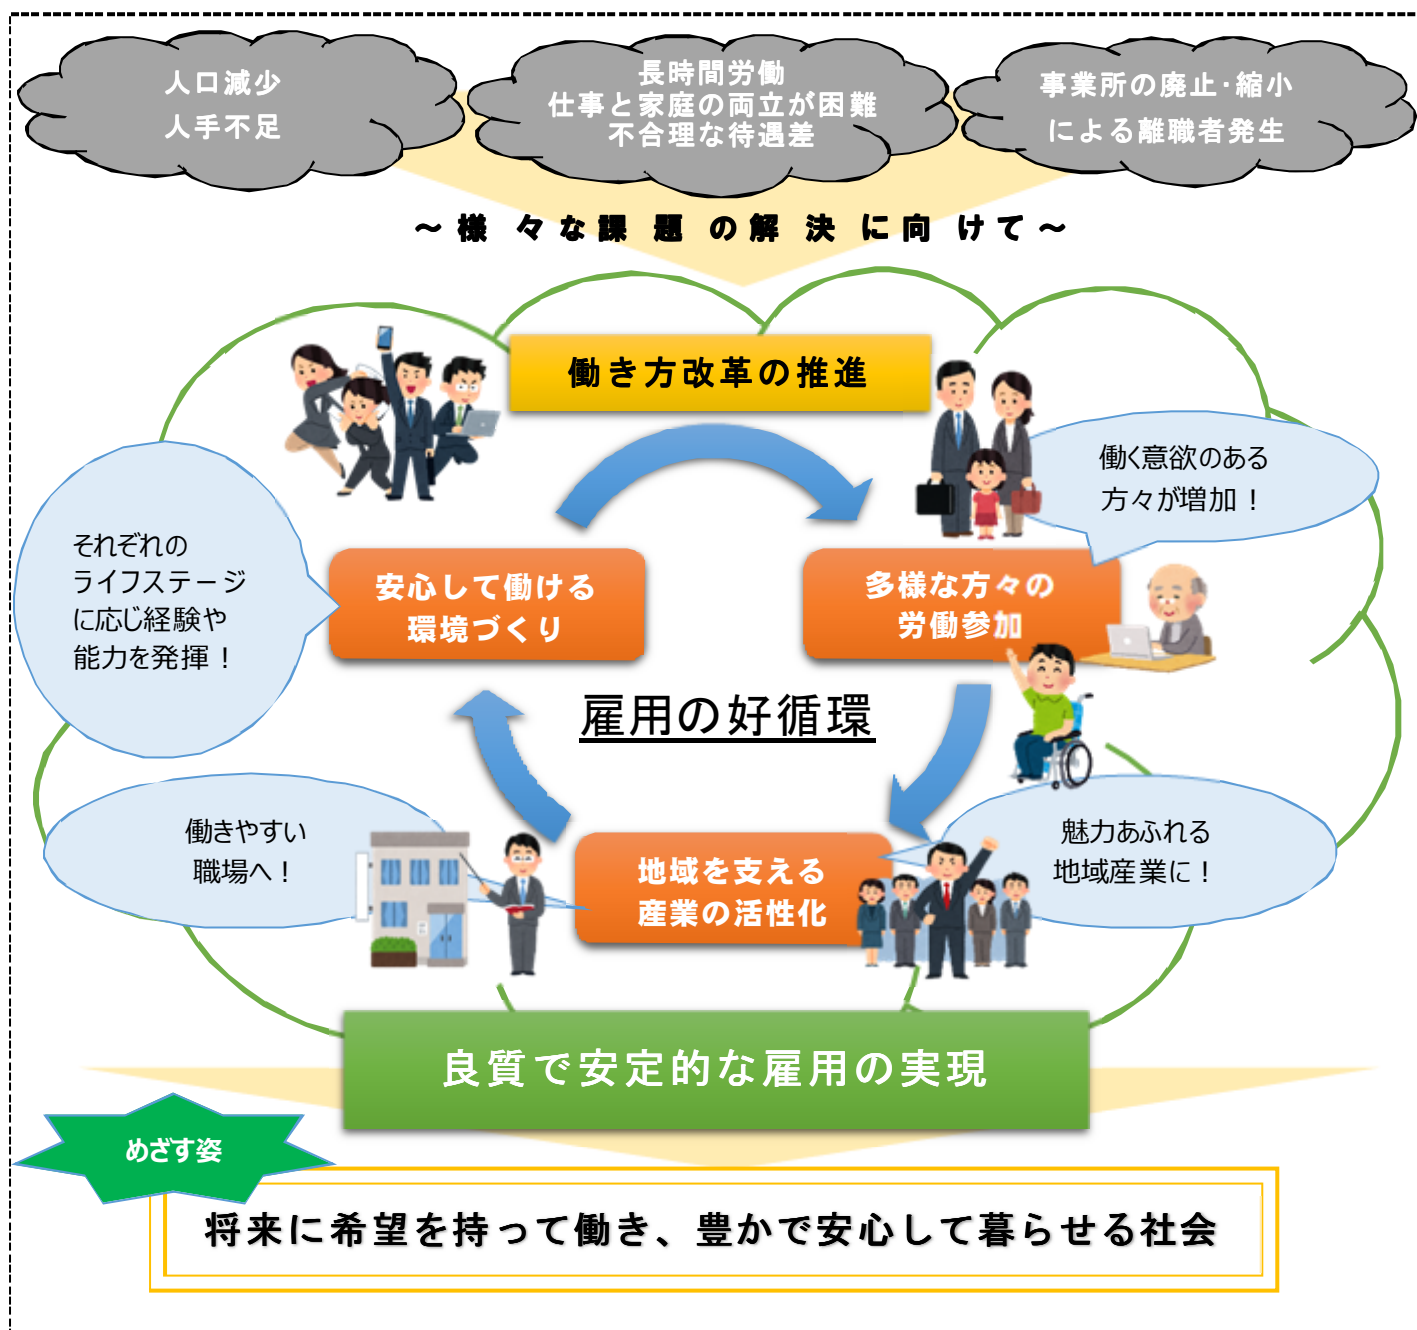 人口減少
人手不足
長時間労働
仕事と家庭の両立が困難
不合理な待遇差
事業所の廃止・縮小
による離職者発生
～様々な課題の解決に向けて～
働き方改革の推進
働く意欲のある
方々が増加！
それぞれの
ライフステージ
に応じ経験や
能力を発揮！
安心して働ける
環境づくり
多様な方々の
労働参加
雇用の好循環
働きやすい
職場へ！
地域を支える
産業の活性化
魅力あふれる
地域産業に！
良質で安定的な雇用の実現
めざす姿
将来に希望を持って働き、豊かで安心して暮らせる社会